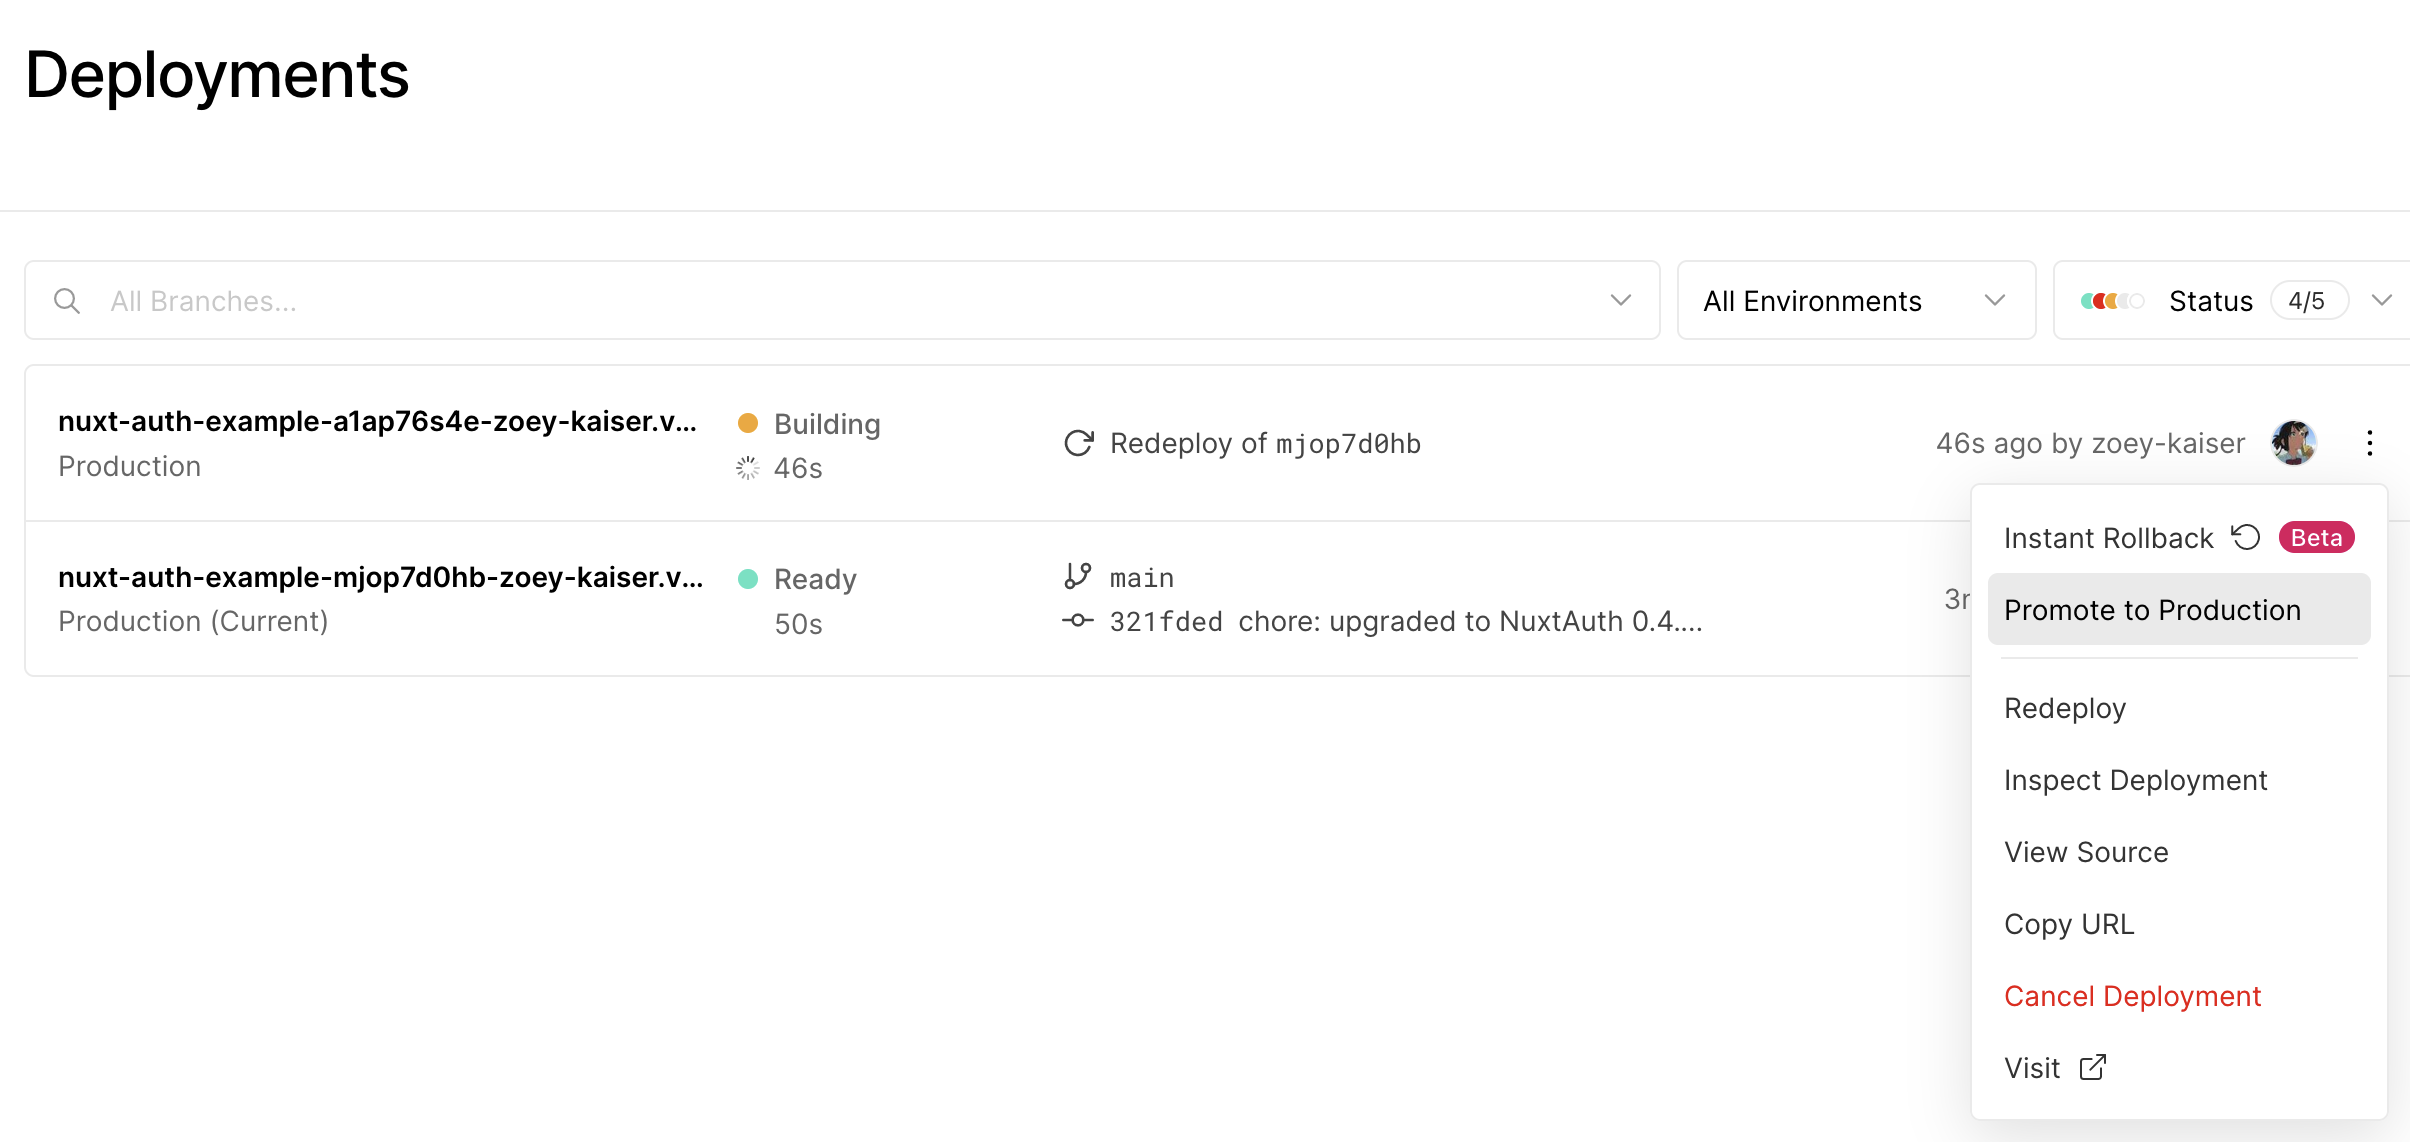 Deployments
All Branches...
All Environments
Status 4/5
nuxt-auth-example-a1ap76s4e-zoey-kaiser.v...
Production
Building
46s
Redeploy of mjop7d0hb
46s ago by zoey-kaiser
nuxt-auth-example-mjop7d0hb-zoey-kaiser.v...
Production (Current)
Ready
50s
main
321fded chore: upgraded to NuxtAuth 0.4....
Instant Rollback Beta
Promote to Production
Redeploy
Inspect Deployment
View Source
Copy URL
Cancel Deployment
Visit